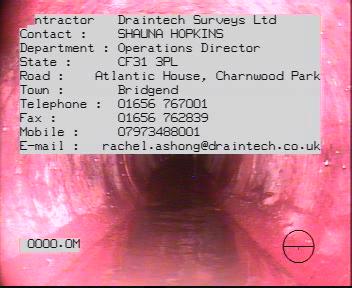 ntractor Draintech Surveys Ltd
Contact : SHAUNA HOPKINS
Department : Operations Director
State : CF31 3PL
Road : Atlantic House, Charnwood Park
Town : Bridgend
Telephone : 01656 767001
Fax : 01656 762839
Mobile : 07973488001
E-mail : rachel.ashong@draintech.co.uk
0000.0M